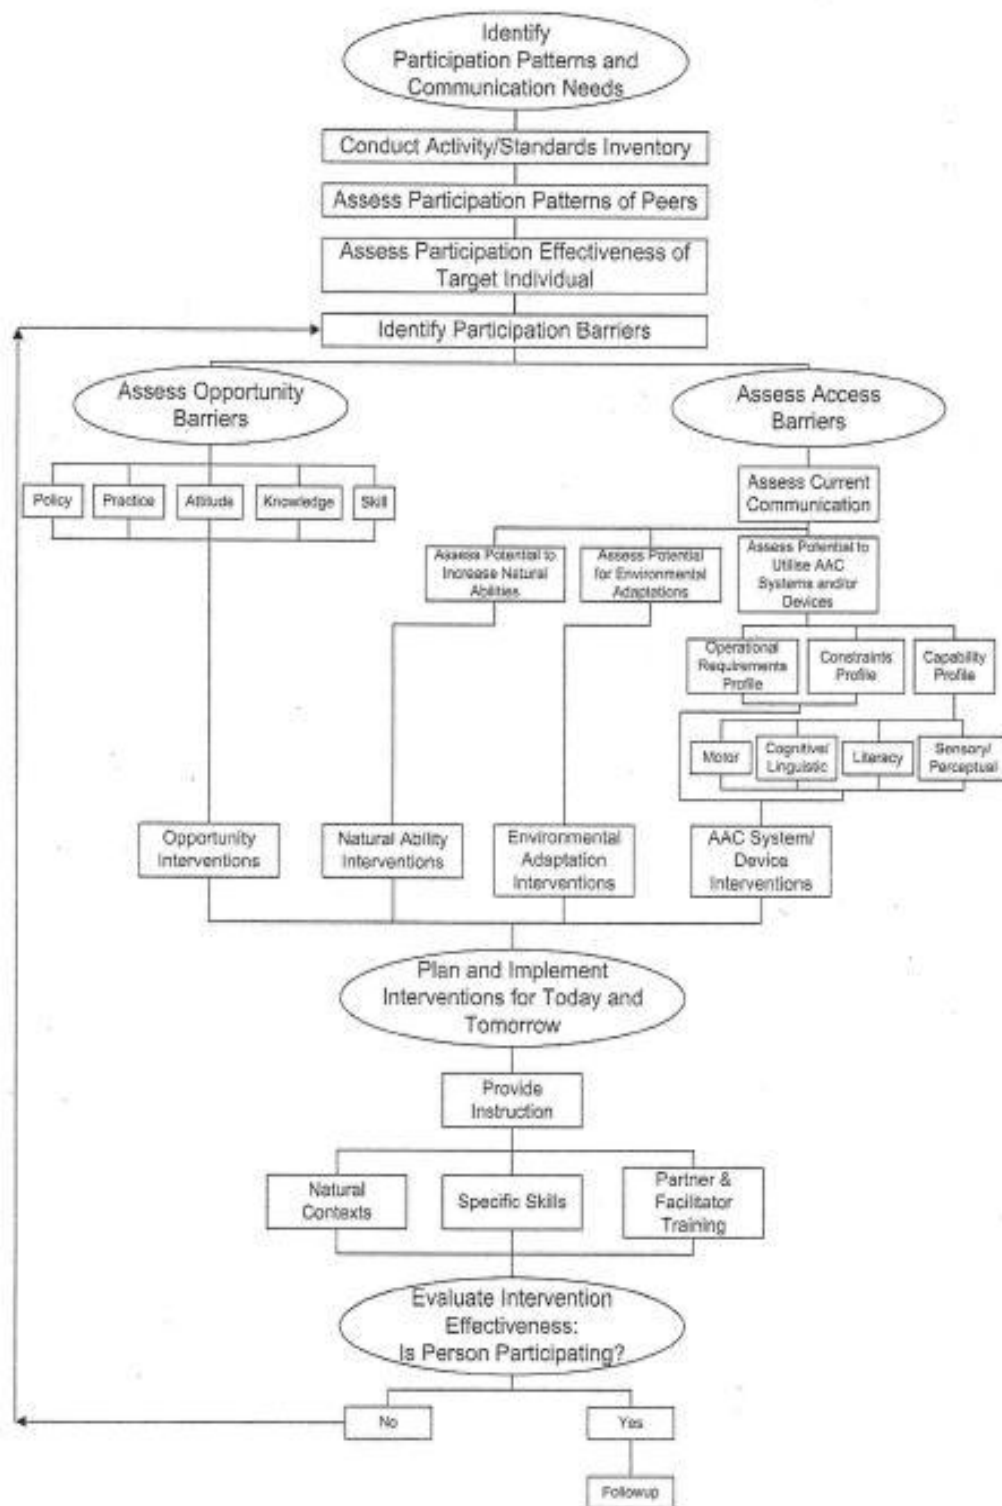 Identify
Participation Patterns and
Communication Needs
Conduct Activity/Standards Inventory
Assess Participation Patterns of Peers
Assess Participation Effectiveness of
Target Individual
Identify Participation Barriers
Assess Opportunity
Barriers
Assess Access
Barriers
Policy
Practice
Attitude
Knowledge
Skill
Assess Current
Communication
Assess Potential to
Increase Natural
Abilities
Assess Potential
for Environmental
Adaptations
Assess Potential to
Utilise AAC
Systems and/or
Devices
Operational
Requirements
Profile
Constraints
Profile
Capability
Profile
Motor
Cognitive/
Linguistic
Literacy
Sensory/
Perceptual
Opportunity
Interventions
Natural Ability
Interventions
Environmental
Adaptation
Interventions
AAC System/
Device
Interventions
Plan and Implement
Interventions for Today and
Tomorrow
Provide
Instruction
Natural
Contexts
Specific Skills
Partner &
Facilitator
Training
Evaluate Intervention
Effectiveness:
Is Person Participating?
No
Yes
Followup